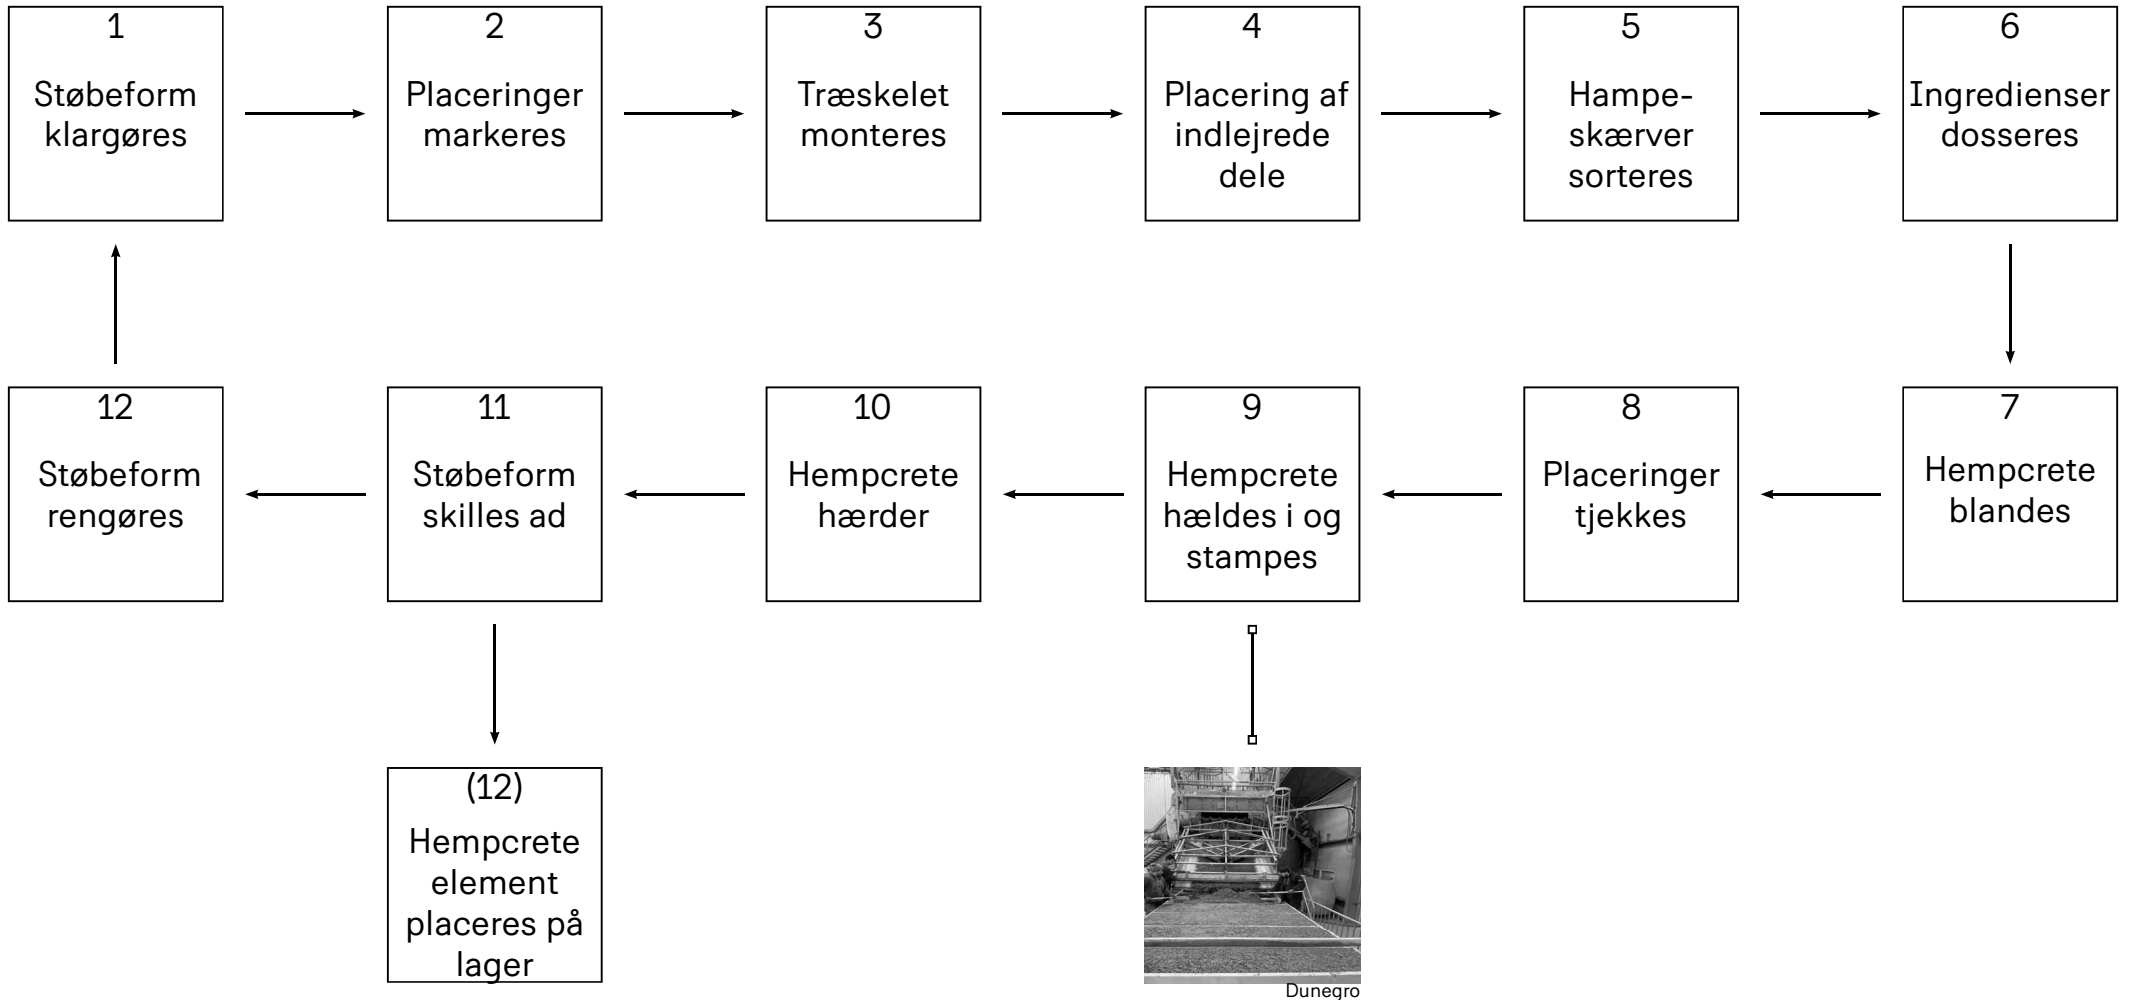 1
Støbeform
klargøres
2
Placeringer
markeres
3
Træskelet
monteres
4
Placering af
indlejrede
dele
5
Hampe-
skærver
sorteres
6
Ingredienser
dosseres
7
Hempcrete
blandes
8
Placeringer
tjekkes
9
Hempcrete
hældes i og
stampes
10
Hempcrete
hærder
11
Støbeform
skilles ad
12
Støbeform
rengøres
(12)
Hempcrete
element
placeres på
lager
Dunegro